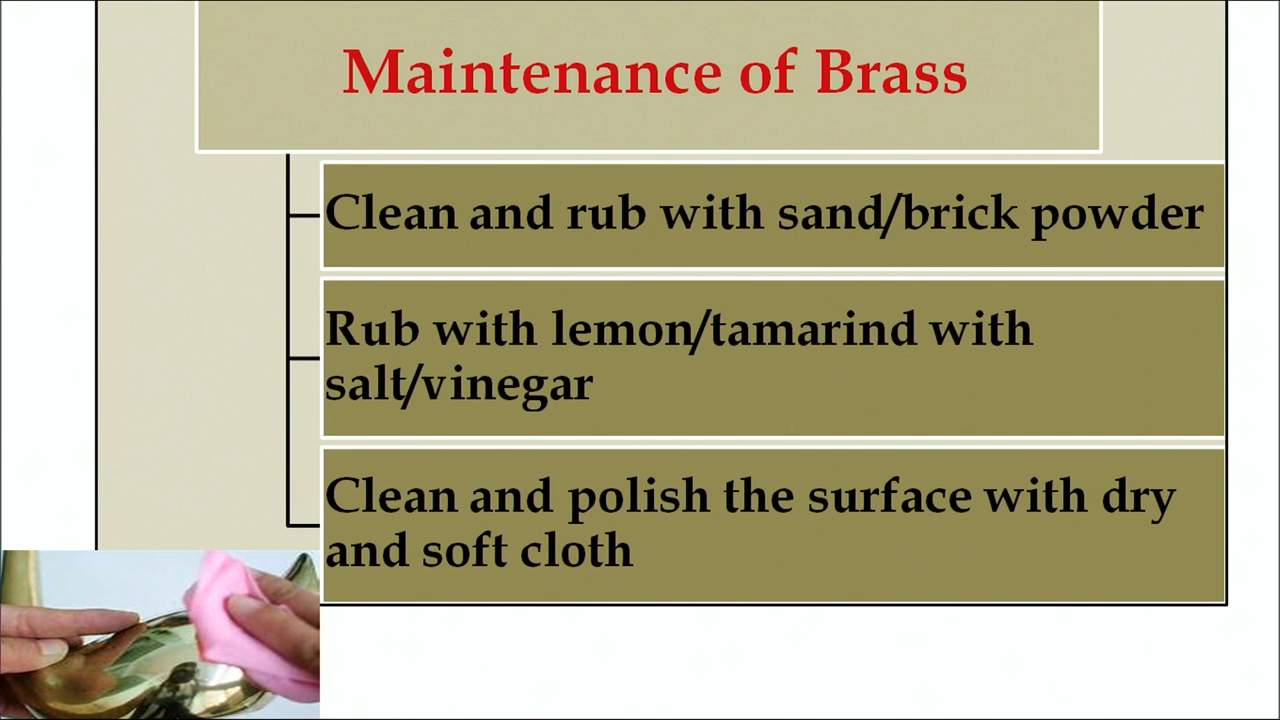 Maintenance of Brass
Clean and rub with sand/brick powder
Rub with lemon/tamarind with
salt/vinegar
Clean and polish the surface with dry
and soft cloth